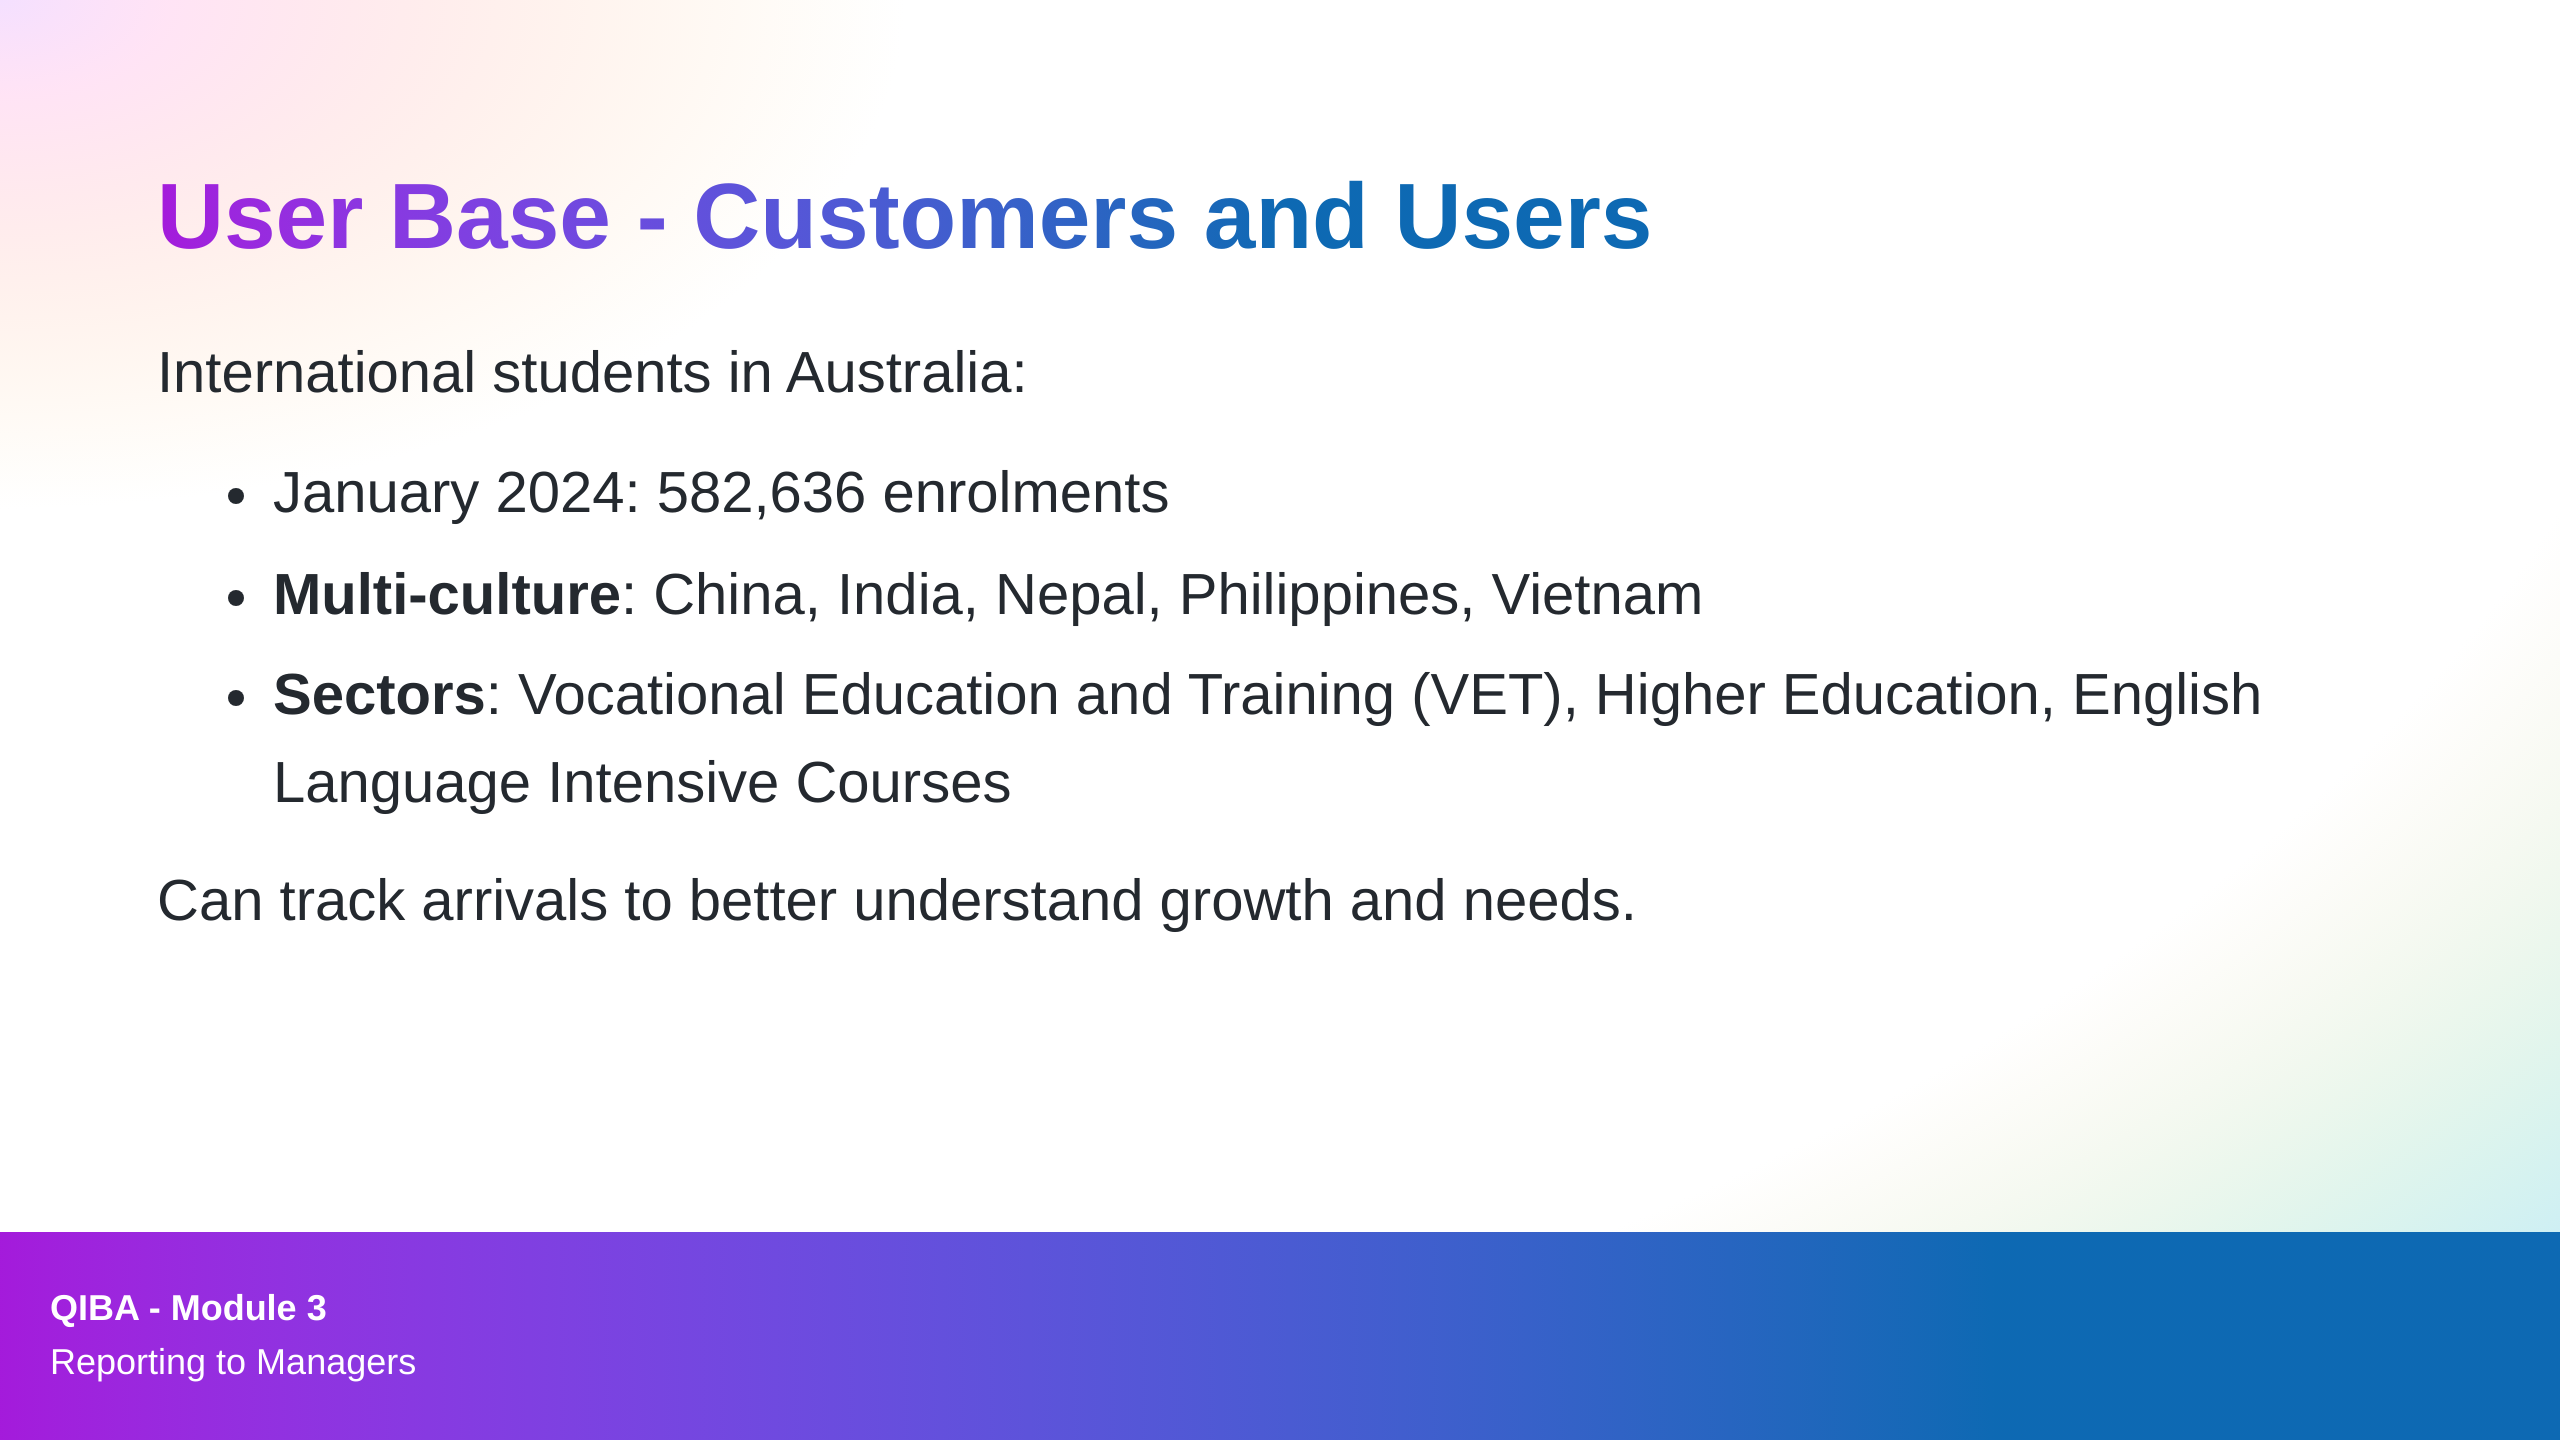 User Base - Customers and Users
International students in Australia:
• January 2024: 582,636 enrolments
• Multi-culture: China, India, Nepal, Philippines, Vietnam
• Sectors: Vocational Education and Training (VET), Higher Education, English
Language Intensive Courses
Can track arrivals to better understand growth and needs.
QIBA - Module 3
Reporting to Managers